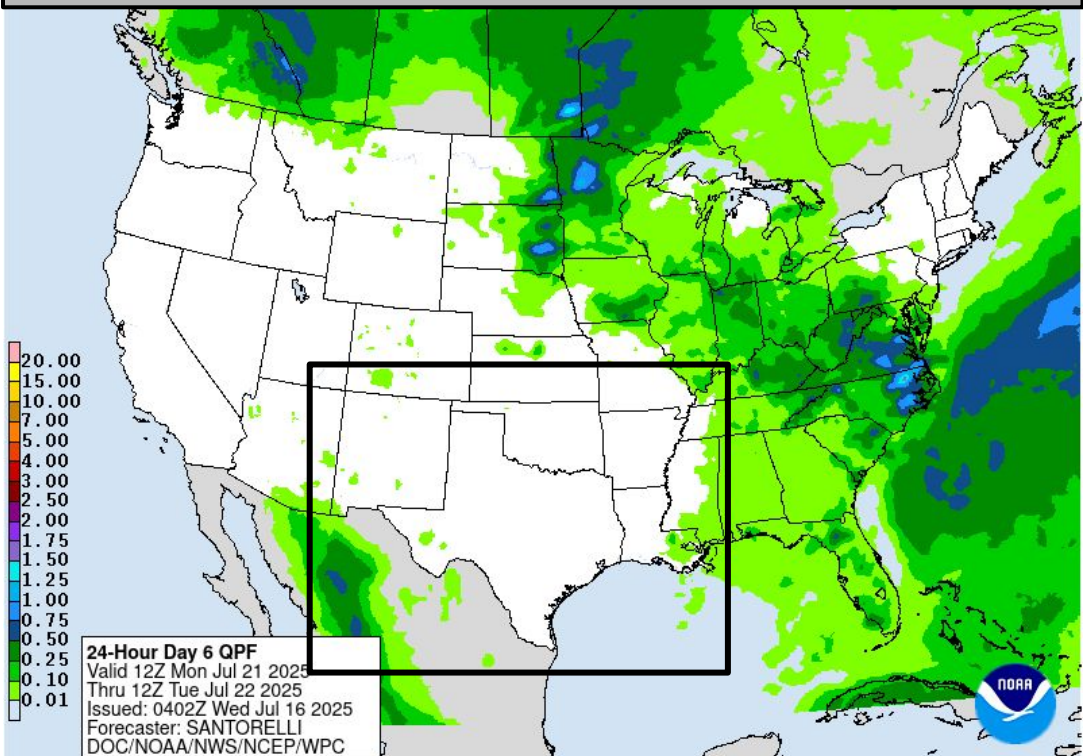 20.00
15.00
10.00
7.00
5.00
4.00
3.00
2.50
2.00
1.75
1.50
1.25
1.00
0.75
0.50
0.25
0.10
0.01
24-Hour Day 6 QPF
Valid 12Z Mon Jul 21 2025
Thru 12Z Tue Jul 22 2025
Issued: 0402Z Wed Jul 16 2025
Forecaster: SANTORELLI
DOC/NOAA/NWS/NCEP/WPC
NOAA